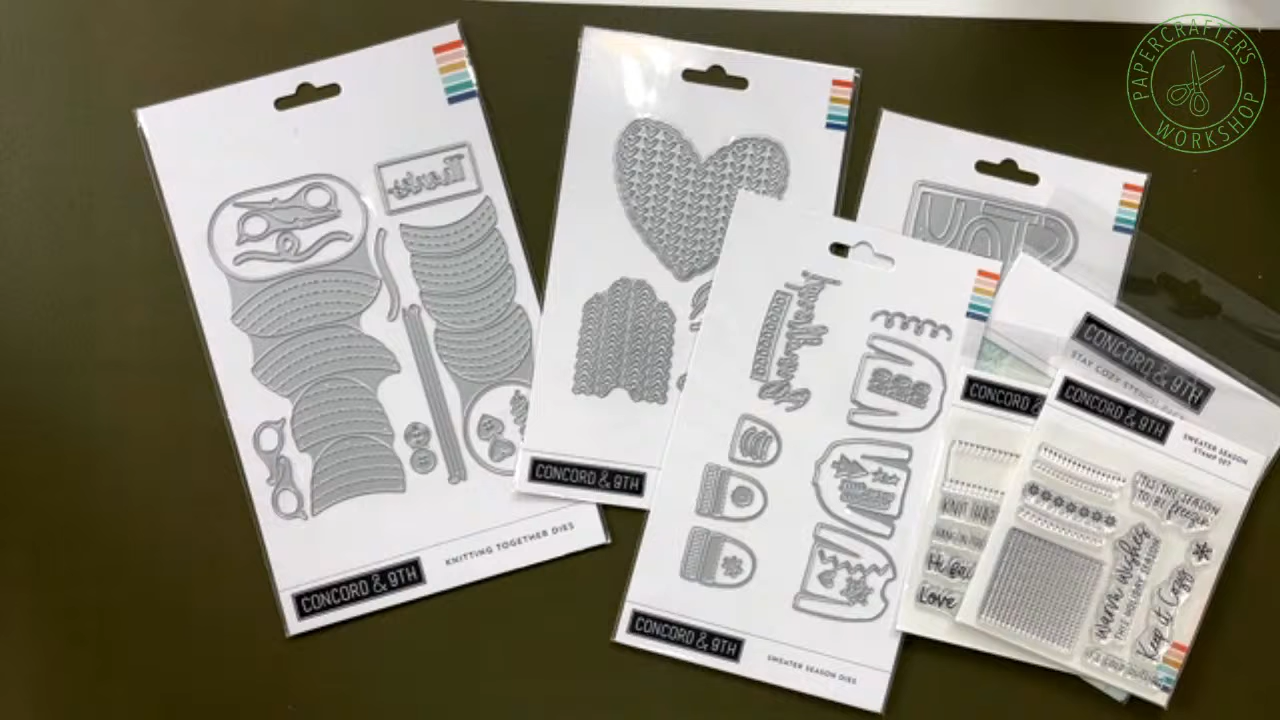 PAPERCRAFTER'S
WORKSHOP
Thanks
CONCORD & 9TH
KNITTING TOGETHER DIES
CONCORD & 9TH
CONCORD & 9TH
SWEATER SEASON DIES
CONCORD & 9TH
STAY COZY STENCIL PACK
CONCORD & 9TH
CONCORD & 9TH
SWEATER SEASON
STAMP SET
'TIS THE SEASON
TO BE freezin'
warm wishes
THIS HOLIDAY SEASON
Keep it Cozy
KNIT
Love